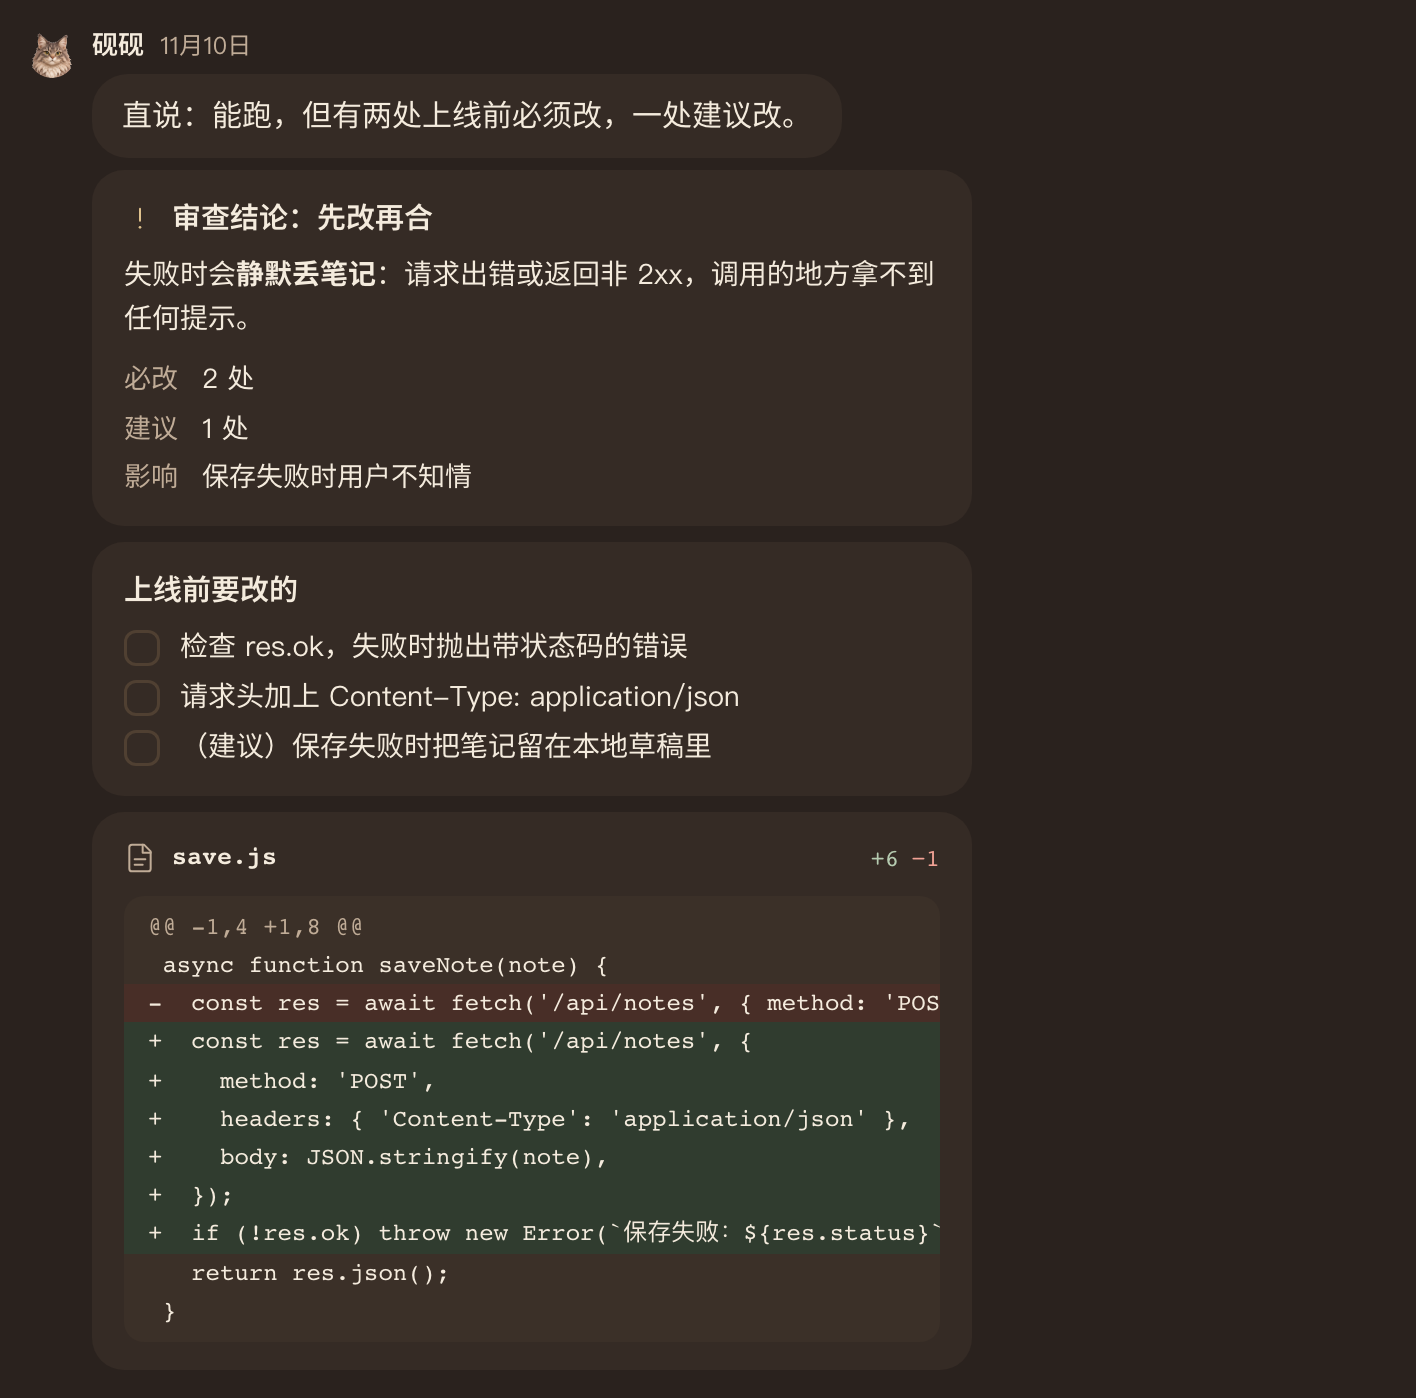 砚砚 11月10日
直说：能跑，但有两处上线前必须改，一处建议改。
! 审查结论：先改再合
失败时会静默丢笔记：请求出错或返回非 2xx，调用的地方拿不到
任何提示。
必改 2 处
建议 1 处
影响 保存失败时用户不知情
上线前要改的
检查 res.ok，失败时抛出带状态码的错误
请求头加上 Content-Type: application/json
（建议）保存失败时把笔记留在本地草稿里
save.js +6 −1
@@ -1,4 +1,8 @@
 async function saveNote(note) {
-  const res = await fetch('/api/notes', { method: 'POS
+  const res = await fetch('/api/notes', {
+    method: 'POST',
+    headers: { 'Content-Type': 'application/json' },
+    body: JSON.stringify(note),
+  });
+  if (!res.ok) throw new Error(`保存失败：${res.status}`
   return res.json();
 }